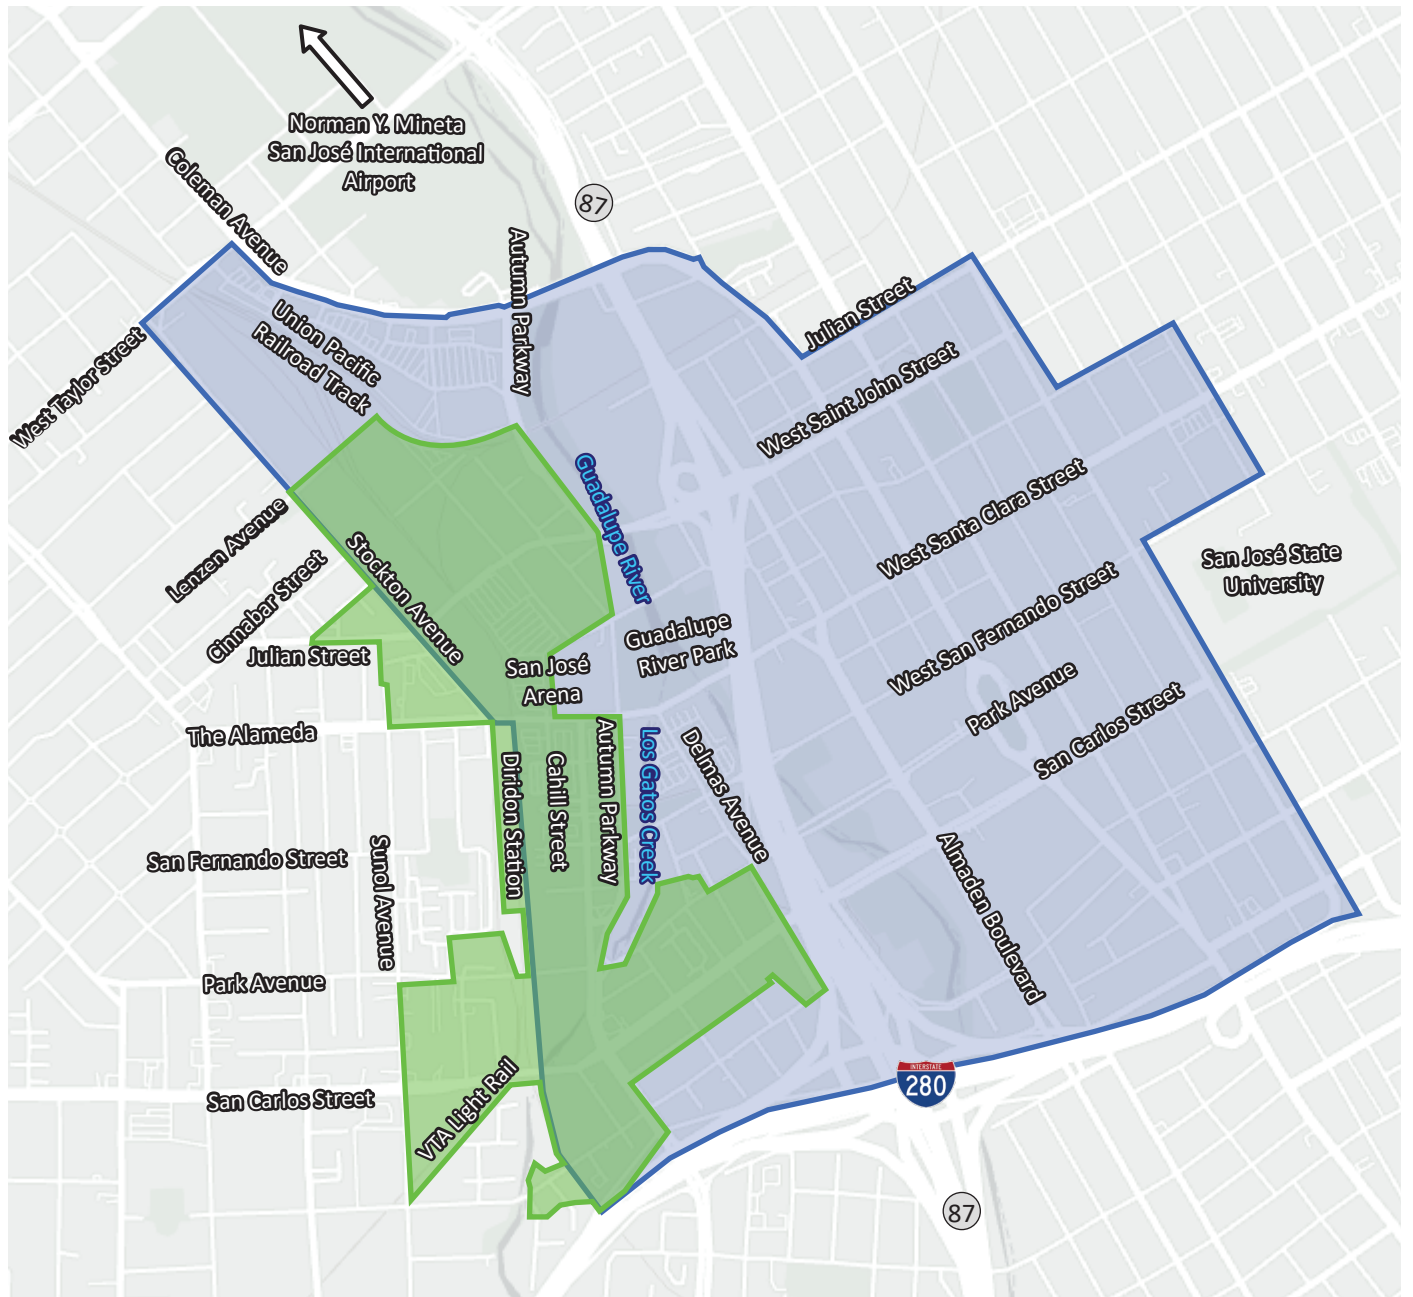 Norman Y. Mineta
San José International
Airport
Coleman Avenue
87
Autumn Parkway
Union Pacific
Railroad Track
West Taylor Street
Julian Street
West Saint John Street
Guadalupe River
West Santa Clara Street
San José State
University
Lenzen Avenue
Stockton Avenue
Cinnabar Street
Julian Street
West San Fernando Street
Guadalupe
River Park
San José
Arena
Park Avenue
San Carlos Street
The Alameda
Diridon Station
Cahill Street
Autumn Parkway
Los Gatos Creek
Delmas Avenue
San Fernando Street
Sunol Avenue
Almaden Boulevard
Park Avenue
San Carlos Street
VTA Light Rail
INTERSTATE
280
87